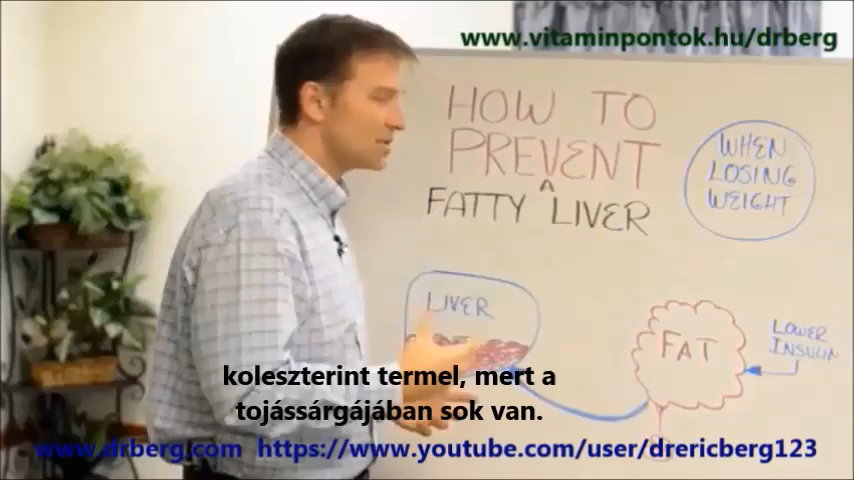 www.vitaminpontok.hu/drberg
HOW TO
PREVENT
^
FATTY LIVER
WHEN
LOSING
WEIGHT
LIVER
FAT
LOWER
INSULIN
koleszterint termel, mert a
tojássárgájában sok van.
www.drberg.com https://www.youtube.com/user/drericberg123